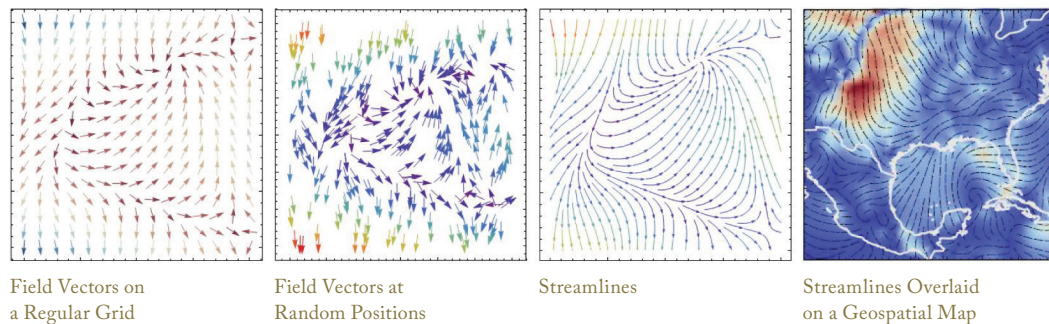 Field Vectors on
a Regular Grid
Field Vectors at
Random Positions
Streamlines
Streamlines Overlaid
on a Geospatial Map